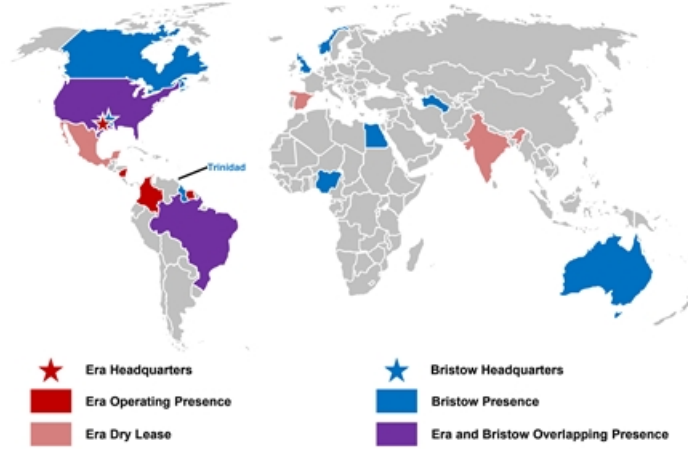 Trinidad
Era Headquarters
Era Operating Presence
Era Dry Lease
Bristow Headquarters
Bristow Presence
Era and Bristow Overlapping Presence